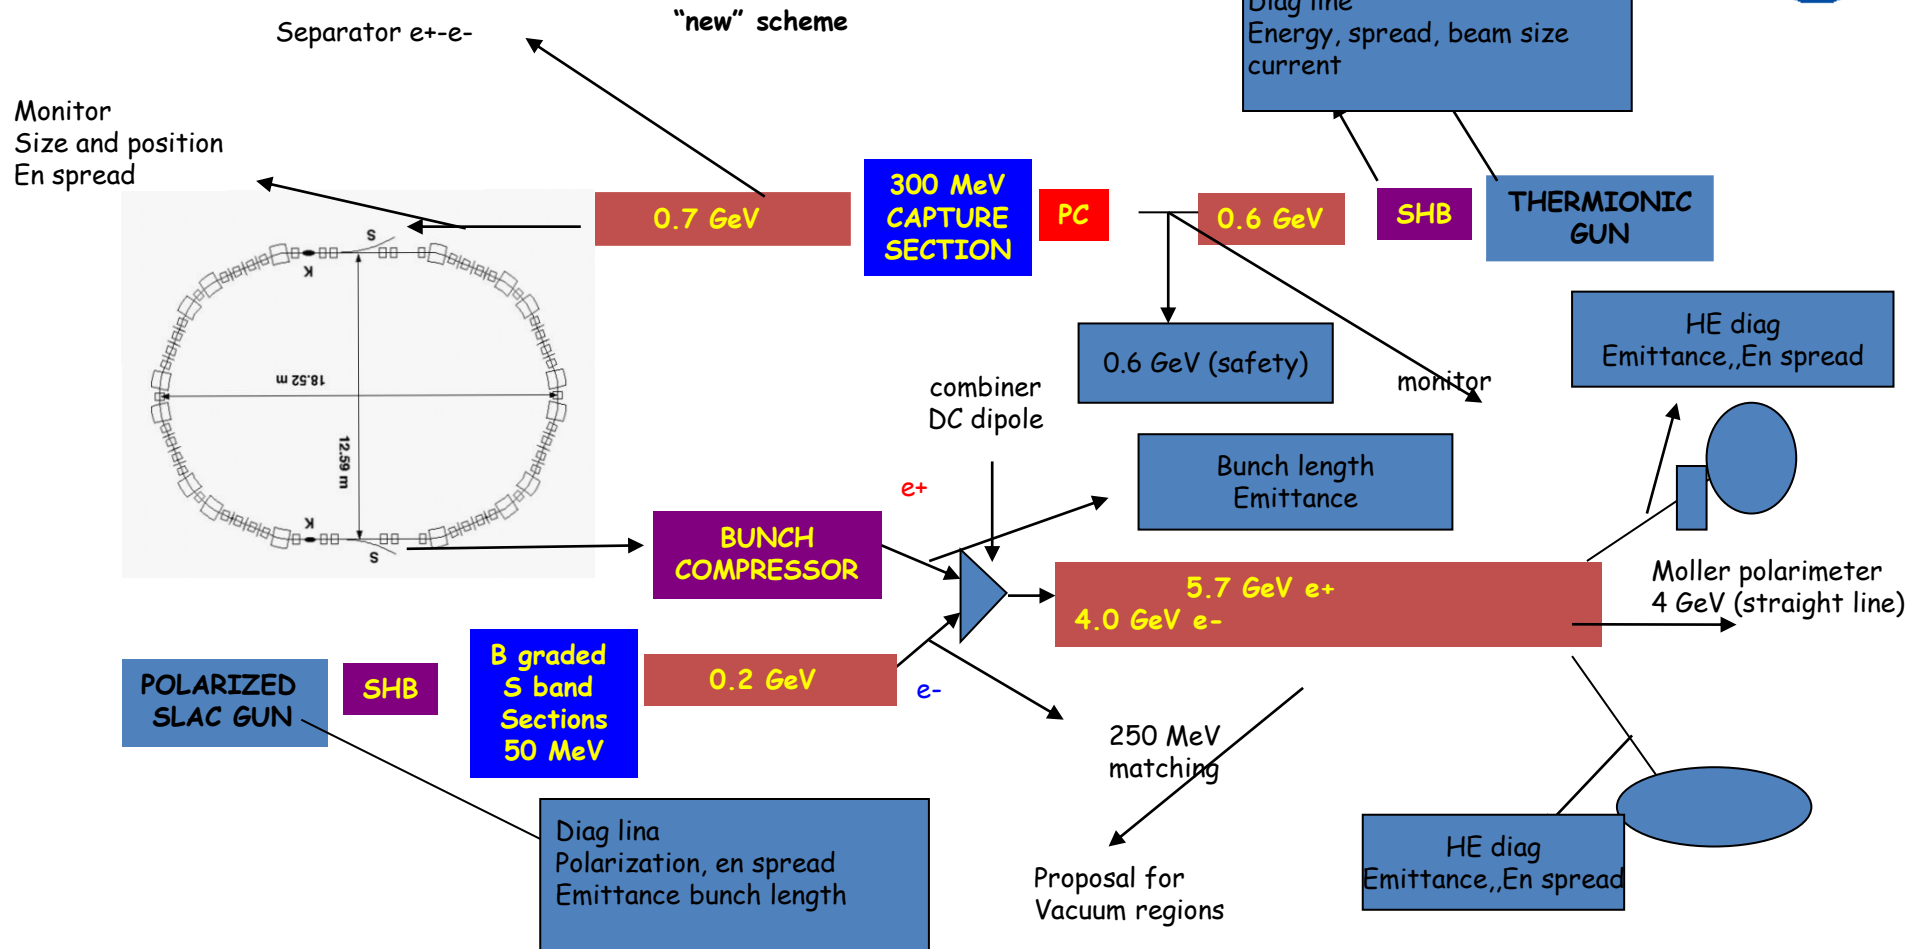 “new” scheme
Separator e+-e-
Diag line
Energy, spread, beam size
current
Monitor
Size and position
En spread
0.7 GeV
300 MeV
CAPTURE
SECTION
PC
0.6 GeV
SHB
THERMIONIC
GUN
S
K
18.52 m
12.59 m
K
S
0.6 GeV (safety)
monitor
HE diag
Emittance,,En spread
combiner
DC dipole
Bunch length
Emittance
e+
BUNCH
COMPRESSOR
5.7 GeV e+
4.0 GeV e-
Moller polarimeter
4 GeV (straight line)
POLARIZED
SLAC GUN
SHB
B graded
S band
Sections
50 MeV
0.2 GeV
e-
250 MeV
matching
Diag lina
Polarization, en spread
Emittance bunch length
Proposal for
Vacuum regions
HE diag
Emittance,,En spread